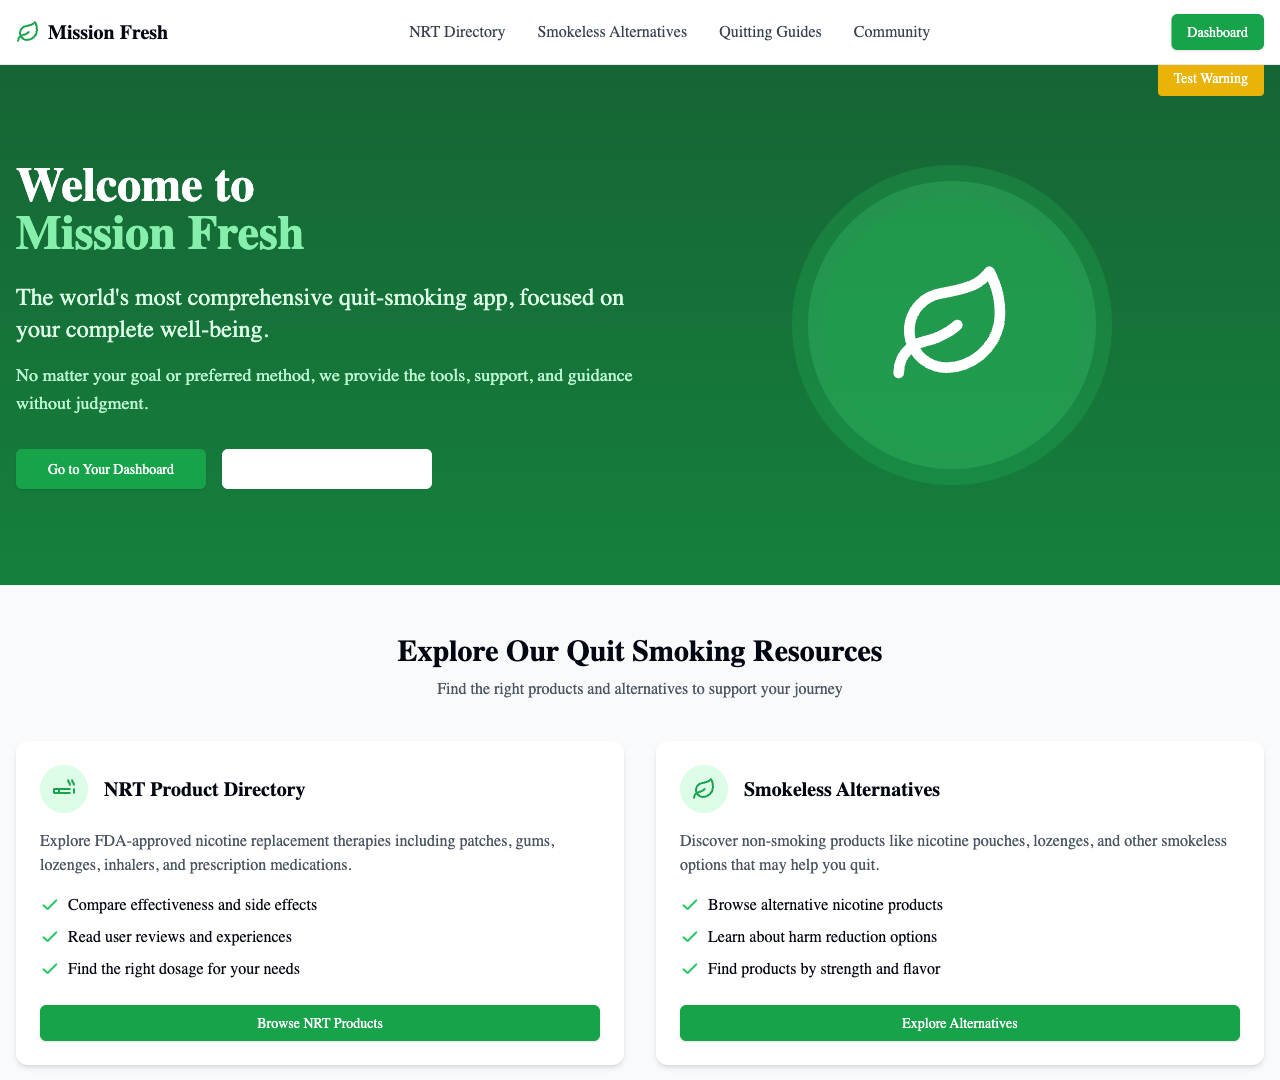 Mission Fresh
NRT Directory
Smokeless Alternatives
Quitting Guides
Community
Dashboard
Test Warning
Welcome to
Mission Fresh
The world's most comprehensive quit-smoking app, focused on
your complete well-being.
No matter your goal or preferred method, we provide the tools, support, and guidance
without judgment.
Go to Your Dashboard
Explore Our Quit Smoking Resources
Find the right products and alternatives to support your journey
NRT Product Directory
Explore FDA-approved nicotine replacement therapies including patches, gums,
lozenges, inhalers, and prescription medications.
Compare effectiveness and side effects
Read user reviews and experiences
Find the right dosage for your needs
Browse NRT Products
Smokeless Alternatives
Discover non-smoking products like nicotine pouches, lozenges, and other smokeless
options that may help you quit.
Browse alternative nicotine products
Learn about harm reduction options
Find products by strength and flavor
Explore Alternatives